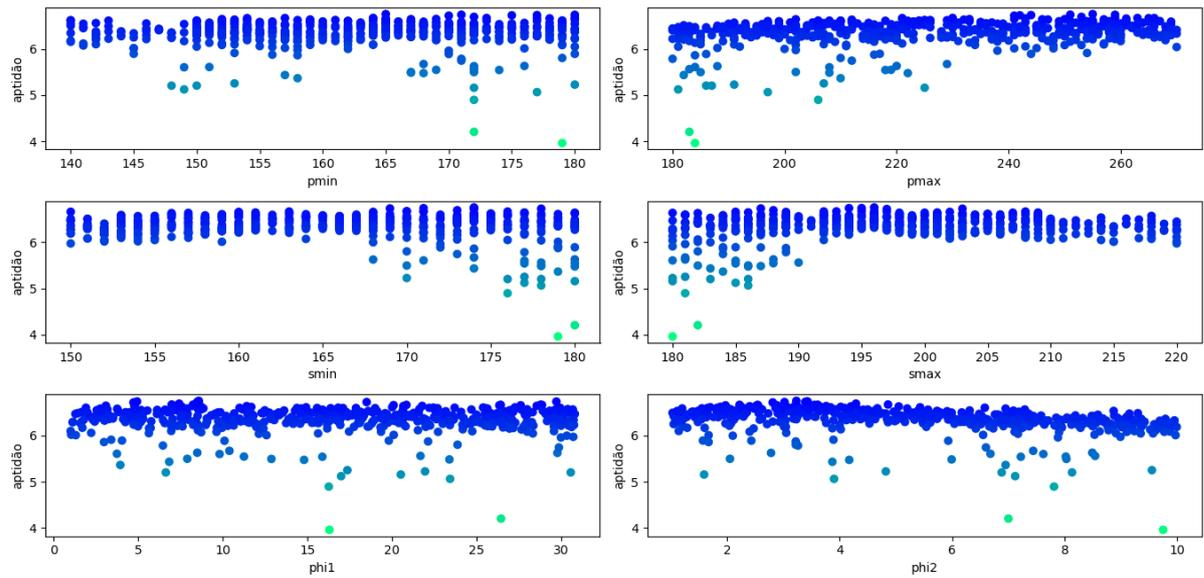 6
5
4
aptidão
140 145 150 155 160 165 170 175 180
pmin
6
5
4
aptidão
180 200 220 240 260
pmax
6
5
4
aptidão
150 155 160 165 170 175 180
smin
6
5
4
aptidão
180 185 190 195 200 205 210 215 220
smax
6
5
4
aptidão
0 5 10 15 20 25 30
phi1
6
5
4
aptidão
2 4 6 8 10
phi2